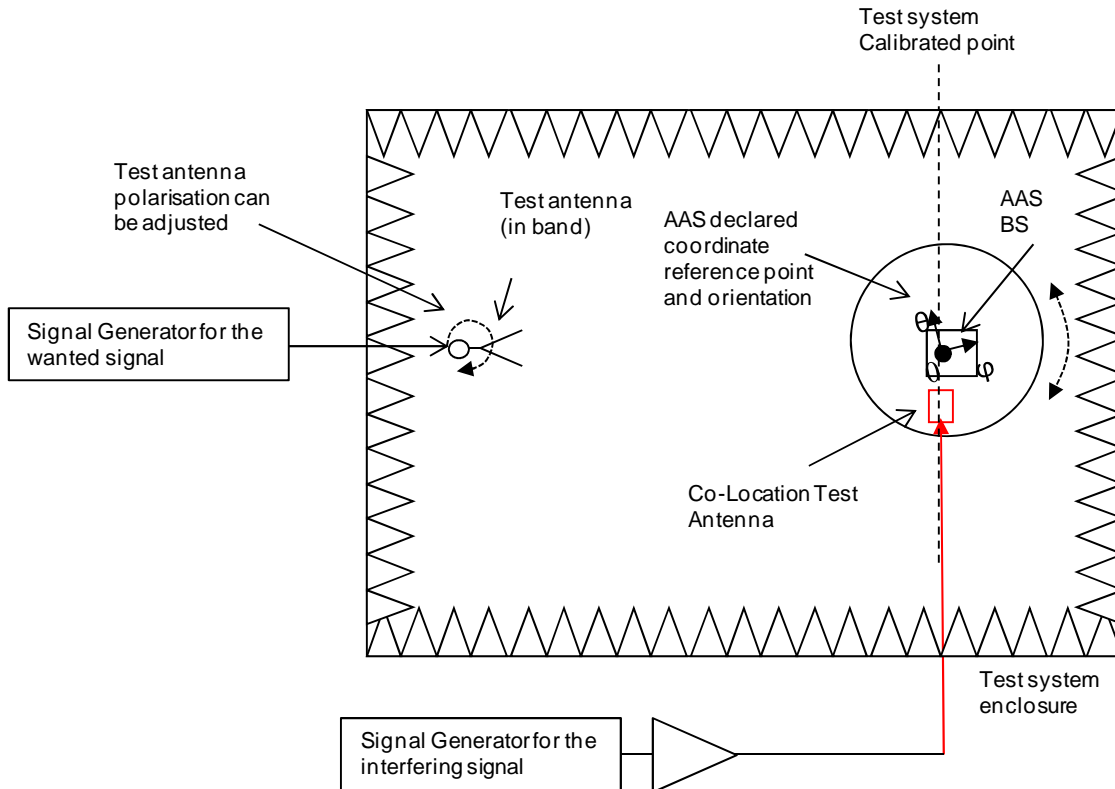 Test system
Calibrated point
Test antenna
polarisation can
be adjusted
Test antenna
(in band)
AAS declared
coordinate
reference point
and orientation
AAS
BS
Signal Generator for the
wanted signal
θ
0
φ
Co-Location Test
Antenna
Test system
enclosure
Signal Generator for the
interfering signal